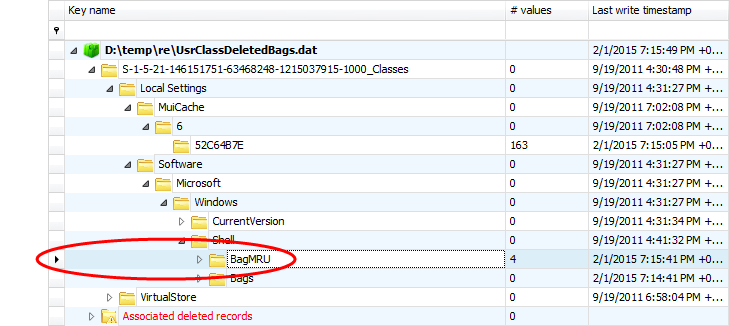 Key name # values Last write timestamp
D:\temp\re\UsrClassDeletedBags.dat 2/1/2015 7:15:49 PM +0...
S-1-5-21-146151751-63468248-1215037915-1000_Classes 0 9/19/2011 4:30:48 PM +...
Local Settings 0 9/19/2011 4:31:27 PM +...
MuiCache 0 9/19/2011 7:02:08 PM +...
6 0 9/19/2011 7:02:08 PM +...
52C64B7E 163 2/1/2015 7:15:05 PM +0...
Software 0 9/19/2011 4:31:27 PM +...
Microsoft 0 9/19/2011 4:31:27 PM +...
Windows 0 9/19/2011 4:31:27 PM +...
CurrentVersion 0 9/19/2011 4:31:34 PM +...
Shell 0 9/19/2011 4:41:32 PM +...
BagMRU 4 2/1/2015 7:15:41 PM +0...
Bags 0 2/1/2015 7:14:41 PM +0...
VirtualStore 0 9/19/2011 6:58:04 PM +...
Associated deleted records 0